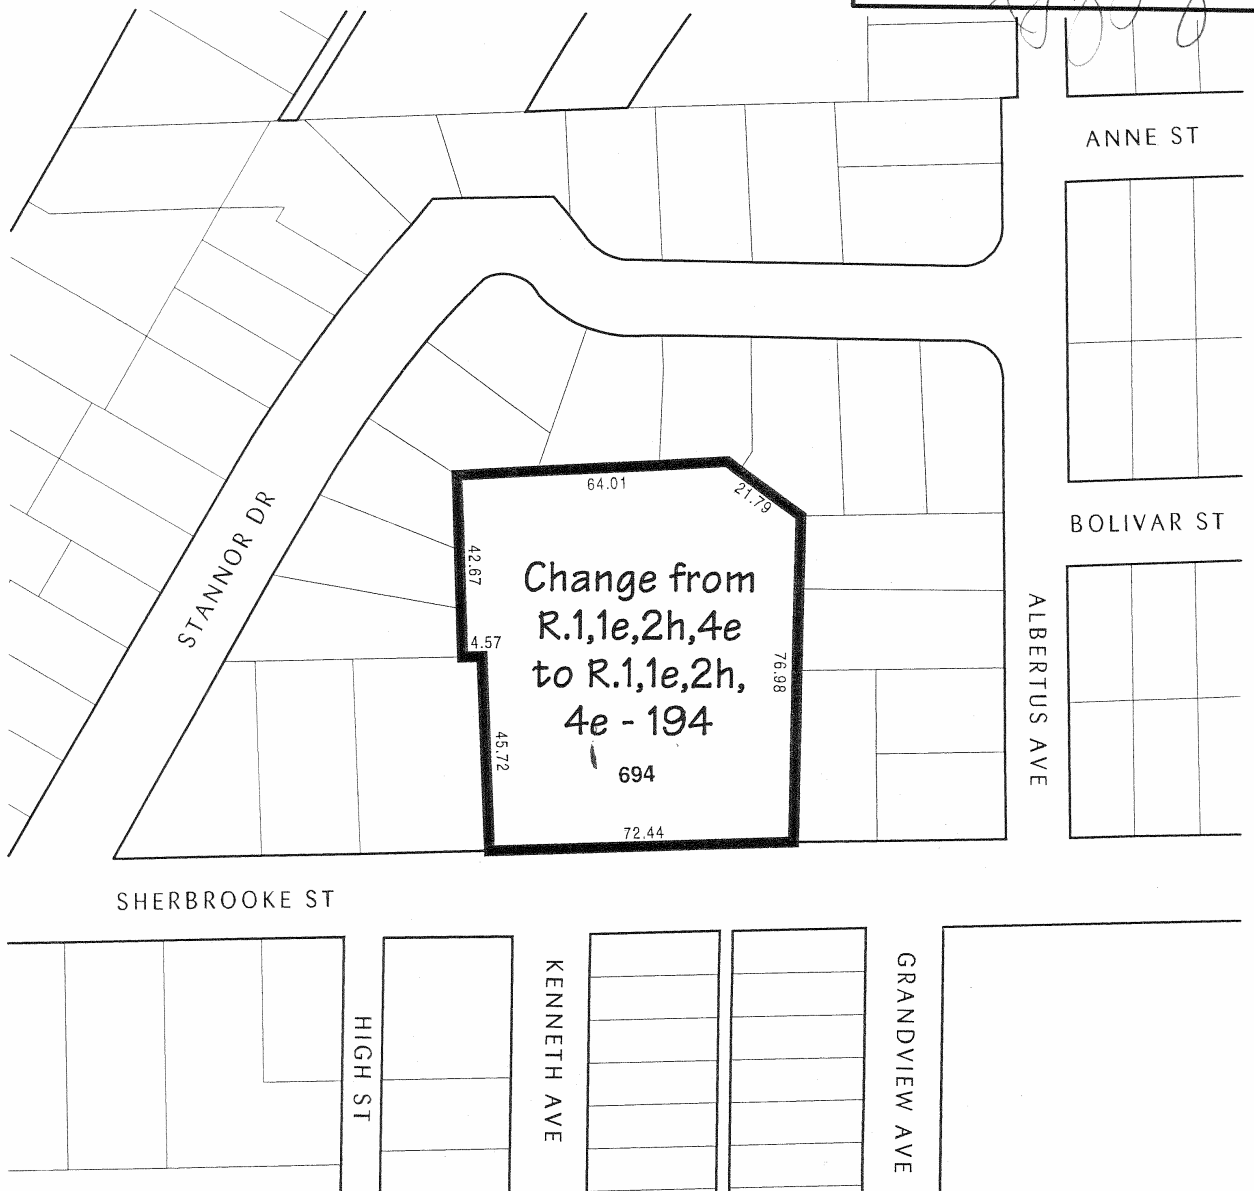 ANNE ST
64.01
21.79
STANNOR DR
BOLIVAR ST
42.67
Change from
R.1,1e,2h,4e
to R.1,1e,2h,
4e - 194
4.57
76.98
ALBERTUS AVE
45.72
694
72.44
SHERBROOKE ST
HIGH ST
KENNETH AVE
GRANDVIEW AVE